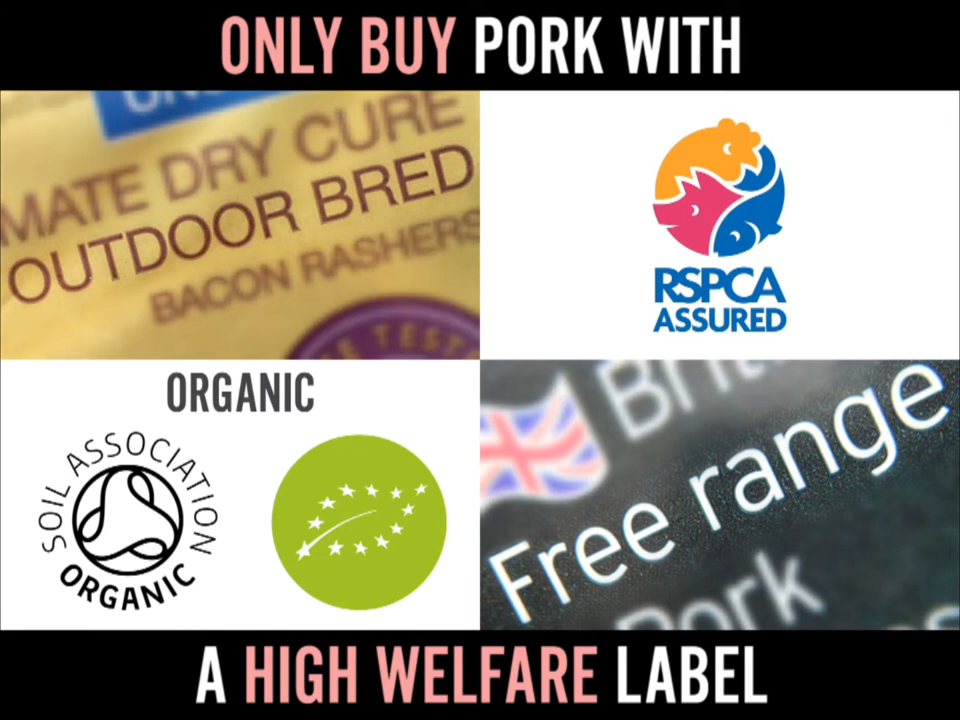 ONLY BUY PORK WITH
MATE DRY CURE
OUTDOOR BRED
BACON RASHERS
RSPCA
ASSURED
ORGANIC
SOIL ASSOCIATION
ORGANIC
Free range
Pork
A HIGH WELFARE LABEL